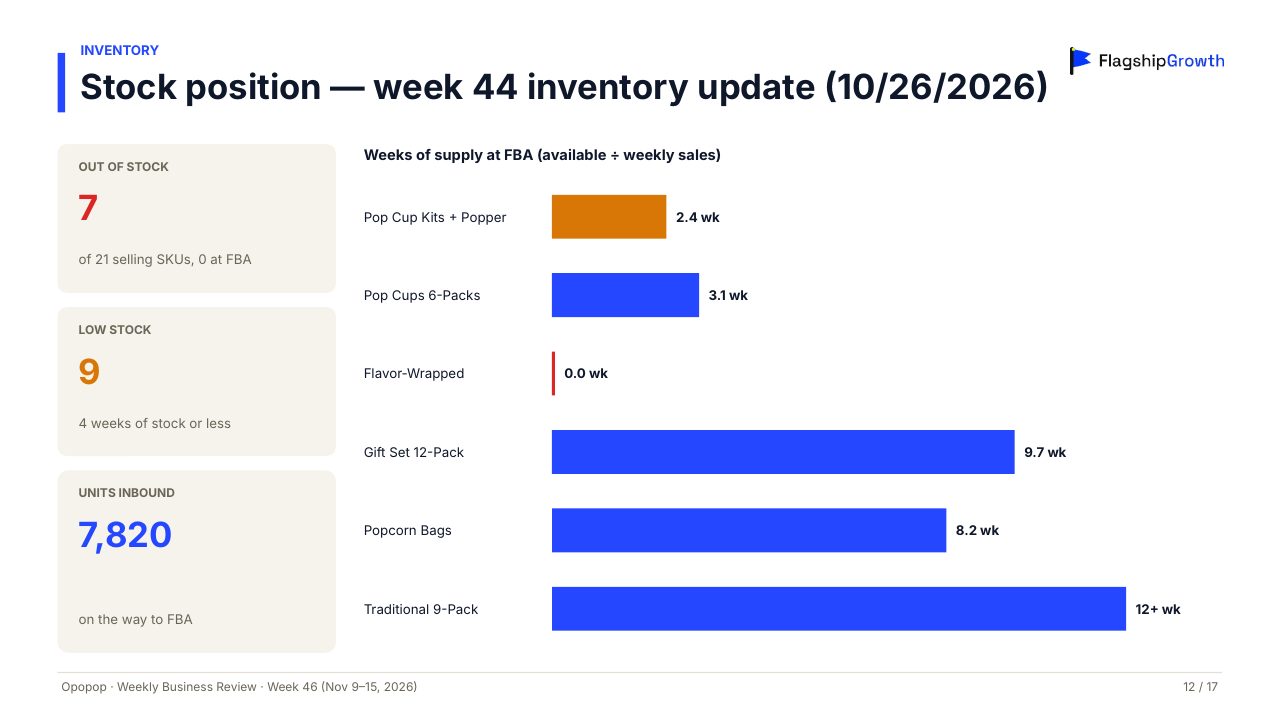 INVENTORY
Stock position — week 44 inventory update (10/26/2026)
FlagshipGrowth
OUT OF STOCK
7
of 21 selling SKUs, 0 at FBA
LOW STOCK
9
4 weeks of stock or less
UNITS INBOUND
7,820
on the way to FBA
Weeks of supply at FBA (available ÷ weekly sales)
Pop Cup Kits + Popper 2.4 wk
Pop Cups 6-Packs 3.1 wk
Flavor-Wrapped 0.0 wk
Gift Set 12-Pack 9.7 wk
Popcorn Bags 8.2 wk
Traditional 9-Pack 12+ wk
Opopop · Weekly Business Review · Week 46 (Nov 9–15, 2026)
12 / 17